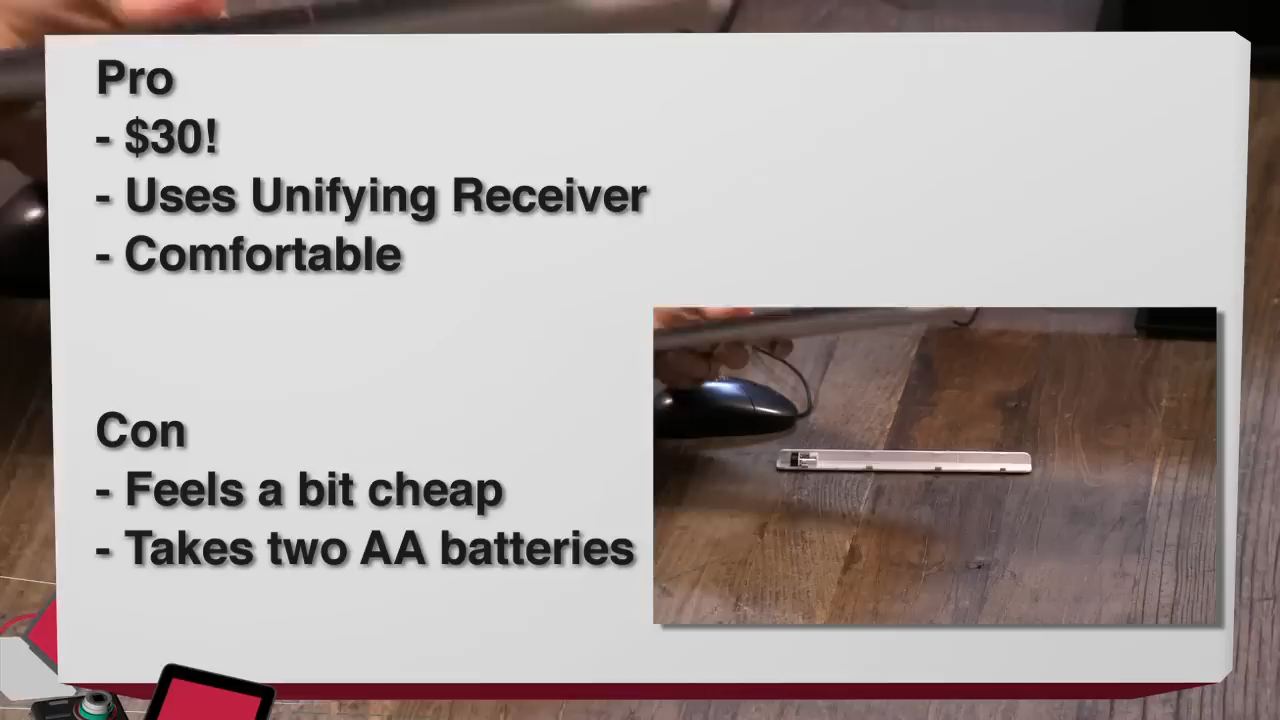 Pro
- $30!
- Uses Unifying Receiver
- Comfortable
Con
- Feels a bit cheap
- Takes two AA batteries